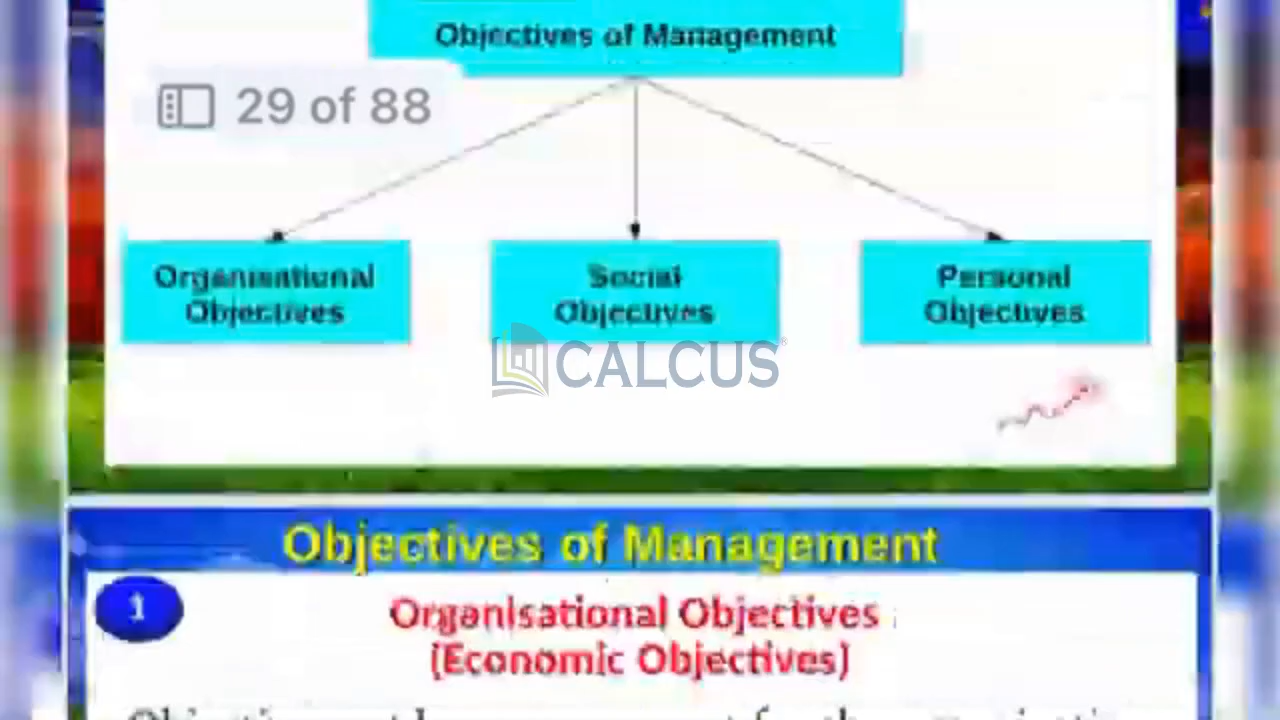 Objectives of Management
29 of 88
Organisational
Objectives
Social
Objectives
Personal
Objectives
CALCUS
Objectives of Management
1
Organisational Objectives
(Economic Objectives)